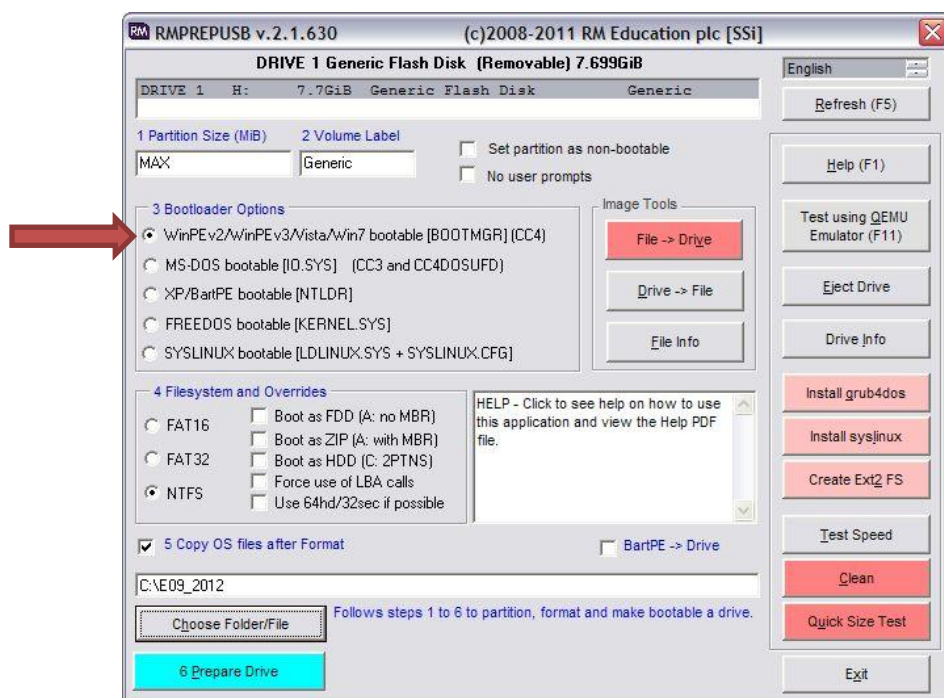 RM RMPREPUSB v.2.1.630 (c)2008-2011 RM Education plc [SSi]
DRIVE 1 Generic Flash Disk (Removable) 7.699GiB
DRIVE 1 H: 7.7GiB Generic Flash Disk Generic
English
Refresh (F5)
1 Partition Size (MiB) 2 Volume Label
MAX Generic
Set partition as non-bootable
No user prompts
Help (F1)
3 Bootloader Options
WinPEv2/WinPEv3/Vista/Win7 bootable [BOOTMGR] (CC4)
MS-DOS bootable [IO.SYS] (CC3 and CC4DOSUFD)
XP/BartPE bootable [NTLDR]
FREEDOS bootable [KERNEL.SYS]
SYSLINUX bootable [LDLINUX.SYS + SYSLINUX.CFG]
Image Tools
File -> Drive
Drive -> File
File Info
Test using QEMU
Emulator (F11)
Eject Drive
Drive Info
4 Filesystem and Overrides
FAT16
FAT32
NTFS
Boot as FDD (A: no MBR)
Boot as ZIP (A: with MBR)
Boot as HDD (C: 2PTNS)
Force use of LBA calls
Use 64hd/32sec if possible
HELP - Click to see help on how to use
this application and view the Help PDF
file.
Install grub4dos
Install syslinux
Create Ext2 FS
5 Copy OS files after Format
BartPE -> Drive
Test Speed
C:\E09_2012
Clean
Choose Folder/File
Follows steps 1 to 6 to partition, format and make bootable a drive.
Quick Size Test
6 Prepare Drive
Exit